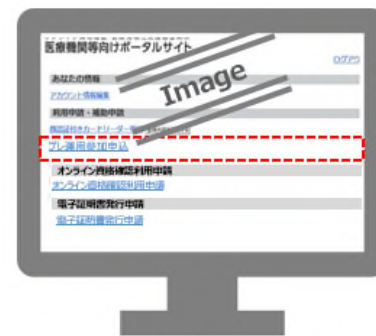 医療機関等向けポータルサイト
ログアウト
あなたの情報
アカウント情報編集
Image
利用申請・補助申請
プレ運用参加申込
オンライン資格確認利用申請
オンライン資格確認利用申請
電子証明書発行申請
電子証明書発行申請